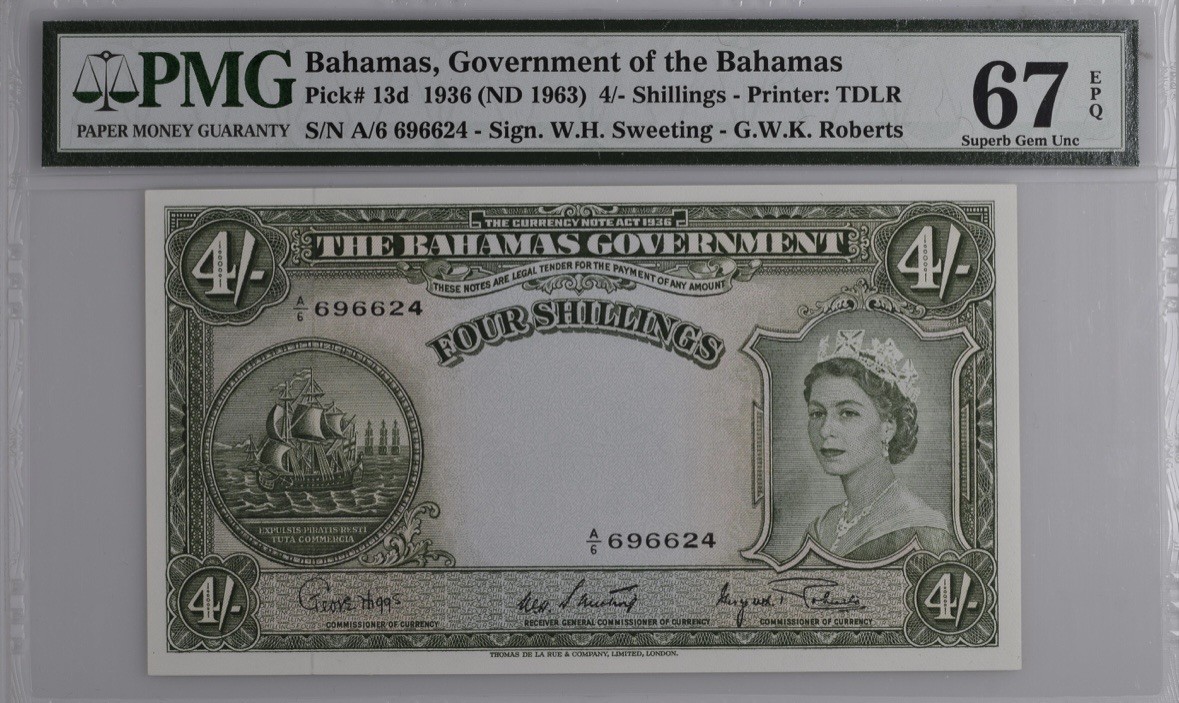 PMG
PAPER MONEY GUARANTY
Bahamas, Government of the Bahamas
Pick# 13d 1936 (ND 1963) 4/- Shillings - Printer: TDLR
S/N A/6 696624 - Sign. W.H. Sweeting - G.W.K. Roberts
67
EPQ
Superb Gem Unc
THE CURRENCY NOTE ACT 1936
4/- THE BAHAMAS GOVERNMENT 4/-
THESE NOTES ARE LEGAL TENDER FOR THE PAYMENT OF ANY AMOUNT
A/6 696624
FOUR SHILLINGS
EXPULSIS PIRATIS RESTI
TUTA COMMERCIA
A/6 696624
4/- 4/-
COMMISSIONER OF CURRENCY
RECEIVER GENERAL COMMISSIONER OF CURRENCY
COMMISSIONER OF CURRENCY
THOMAS DE LA RUE & COMPANY, LIMITED, LONDON.